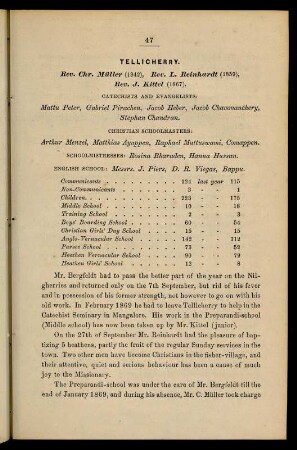 47
TELLICHERRY.
Rev. Chr. Müller (1842), Rev. L. Reinhardt (1859),
Rev. J. Kittel (1867).
CATECHISTS AND EVANGELISTS:
Mattu Peter, Gabriel Pirachen, Jacob Heber, Jacob Chammanthery,
Stephan Chandran.
CHRISTIAN SCHOOLMASTERS:
Arthur Menzel, Matthias Ayappen, Raphael Muttuswami, Conappen.
SCHOOLMISTRESSES: Rosina Bharadan, Hanna Hureau.
ENGLISH SCHOOL: Messrs. J. Piers, D. R. Viegas, Bappu.
Communicants . . . . . . . . 124 last year 115
Non-Communicants . . . . . . 3 „ „ 5
Children . . . . . . . . 223 „ „ 175
Middle School . . . . . . . 10 „ „ 18
Training School . . . . . . . 2 „ „ 3
Boys' Boarding School . . . . . . 60 „ „ 54
Christian Girls' Day School . . . . . 15 „ „ 15
Anglo-Vernacular School . . . . . 142 „ „ 112
Parsee School . . . . . . . 73 „ „ 52
Heathen Vernacular School . . . . . 90 „ „ 79
Heathen Girls' School . . . . . . 12 „ „ 8
Mr. Bergfeldt had to pass the better part of the year on the Nil-
gherries and returned only on the 7th September, but rid of his fever
and in possession of his former strength, not however to go on with his
old work. In February 1869 he had to leave Tellicherry to help in the
Catechist Seminary in Mangalore. His work in the Preparandi-school
(Middle school) has now been taken up by Mr. Kittel (junior).
On the 27th of September Mr. Reinhardt had the pleasure of bap-
tizing 5 heathens, partly the fruit of the regular Sunday services in the
town. Two other men have become Christians in the fisher-village, and
their attentive, quiet and serious behaviour has been a cause of much
joy to the Missionary.
The Preparandi-school was under the care of Mr. Bergfeldt till the
end of January 1869, and during his absence, Mr. C. Müller took charge